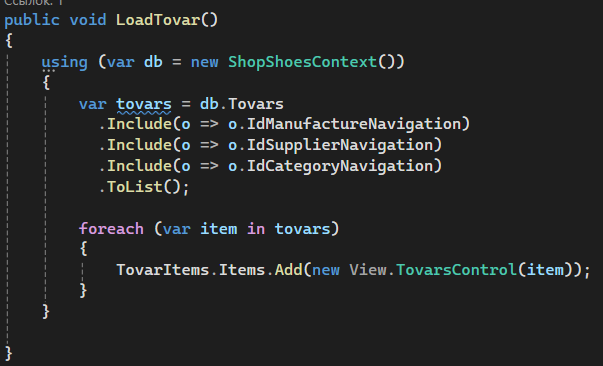 Ссылок: 1
public void LoadTovar()
{
using (var db = new ShopShoesContext())
{
var tovars = db.Tovars
.Include(o => o.IdManufactureNavigation)
.Include(o => o.IdSupplierNavigation)
.Include(o => o.IdCategoryNavigation)
.ToList();
foreach (var item in tovars)
{
TovarItems.Items.Add(new View.TovarsControl(item));
}
}
}